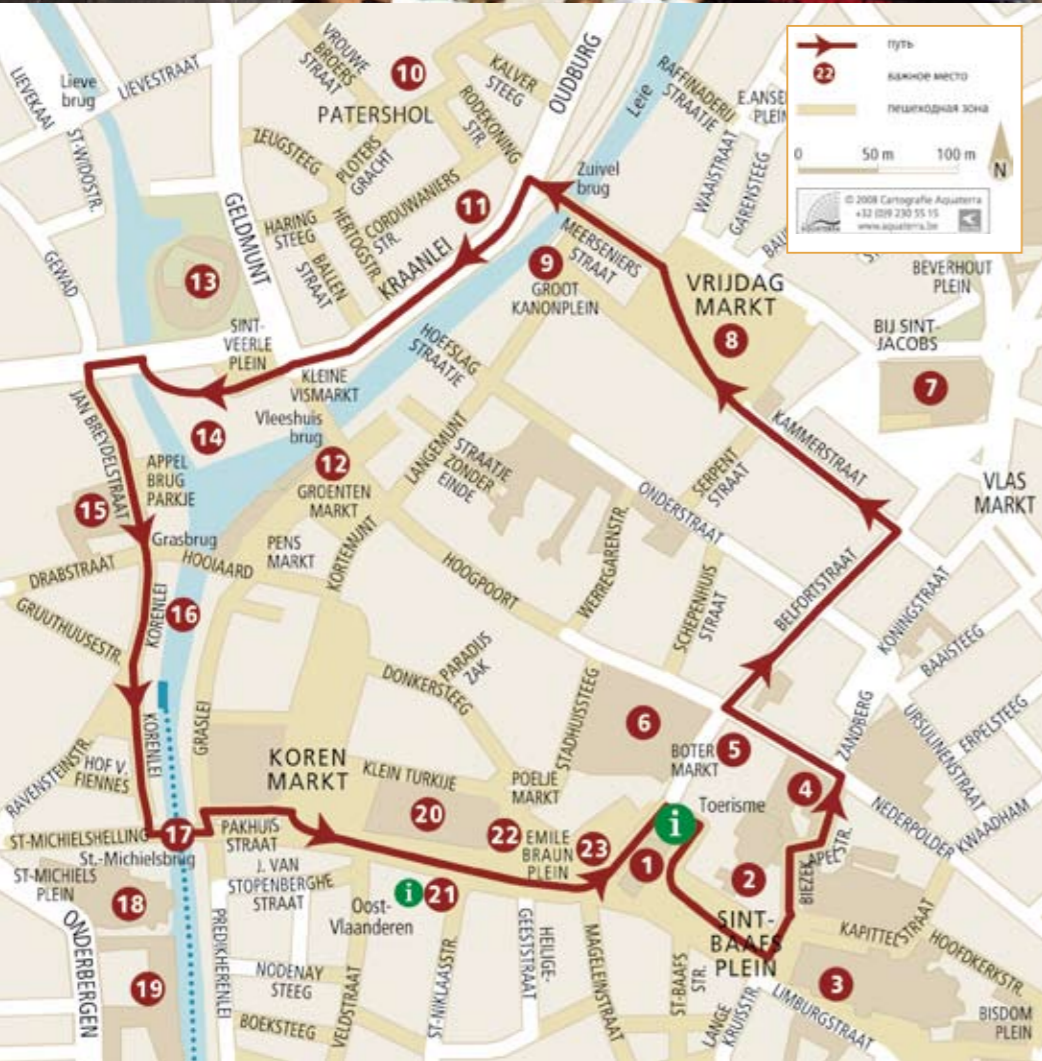 VROUWE
BROERS
STRAAT
10
PATERSHOL
KALVER
STEEG
OUDBURG
Leie
RAFFINADERIJ
STRAATJE
LIEVEKAAI
Lieve
brug
LIEVESTRAAT
ST-WIDOSTR.
ZEUGSTEEG
PLOTERS
GRACHT
RODEKONING
STR.
Zuivel
brug
WAAISTRAAT
GARENSTEEG
путь
22
важное место
пешеходная зона
0
50 m
100 m
N
AQUATERRA
© 2008 Cartografie Aquaterra
+32 (0)9 230 55 15
www.aquaterra.be
BEVERHOUT
PLEIN
GEWAD
GELDMUNT
HARING
STEEG
HERTOGSTR.
CORDUWANIERS
STR.
11
BALLEN
STRAAT
KRAANLEI
MEERSENIERS
STRAAT
9
GROOT
KANONPLEIN
VRIJDAG
MARKT
8
BIJ SINT-
JACOBS
7
13
SINT-
VEERLE
PLEIN
KLEINE
VISMARKT
HOEFSLAG
STRAATJE
JAN BREYDELSTRAAT
14
Vleeshuis
brug
12
GROENTEN
MARKT
LANGEMUNT
STRAATJE
ZONDER
EINDE
SERPENT
STRAAT
KAMMERSTRAAT
ONDERSTRAAT
VLAS
MARKT
APPEL
BRUG
PARKJE
15
Grasbrug
HOOIAARD
PENS
MARKT
KORTEMUNT
HOOGPOORT
WERREGARENSTR.
SCHEPENHUIS
STRAAT
BELFORTSTRAAT
KONINGSTRAAT
BAAISTEEG
DRABSTRAAT
GRUUTHUUSESTR.
KORENLEI
16
PARADIJS
ZAK
DONKERSTEEG
STADHUISSTEEG
6
BOTER
MARKT
5
ZANDBERG
URSULINENSTRAAT
ERPELSTEEG
KORENLEI
GRASLEI
RAVENSTEINSTR.
HOF V.
FIENNES
KOREN
MARKT
KLEIN TURKIJE
20
POELJE
MARKT
22
EMILE
BRAUN
PLEIN
23
Toerisme
i
1
4
NEDERPOLDER
KWAADHAM
ST-MICHIELSHELLING
17
St.-Michielsbrug
PAKHUIS
STRAAT
J. VAN
STOPENBERGHE
STRAAT
i
21
Oost-
Vlaanderen
2
ST-MICHIELS
PLEIN
18
ONDERBERGEN
19
PREDIKHERENLEI
NODENAY
STEEG
BOEKSTEEG
VELDSTRAAT
ST-NIKLAASSTR.
GEESTSTRAAT
HEILIGE-
MAGELEINSTRAAT
ST-BAAFS
STR.
SINT-
BAAFS
PLEIN
KAPITTELSTRAAT
HOOFDKERKSTR.
3
LANGE
KRUISSTR.
LIMBURGSTRAAT
BISDOM
PLEIN